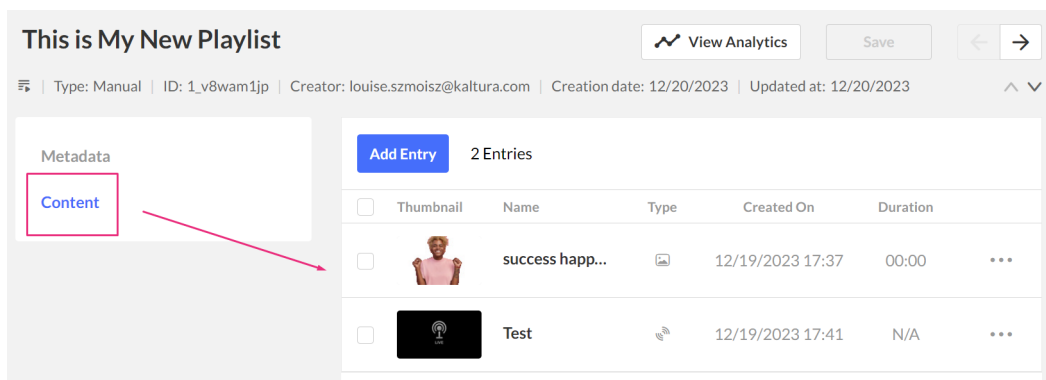 This is My New Playlist
View Analytics
Save
Type: Manual | ID: 1_v8wam1jp | Creator: louise.szmoisz@kaltura.com | Creation date: 12/20/2023 | Updated at: 12/20/2023
Metadata
Content
Add Entry 2 Entries
Thumbnail Name Type Created On Duration
success happ... 12/19/2023 17:37 00:00
LIVE
Test 12/19/2023 17:41 N/A